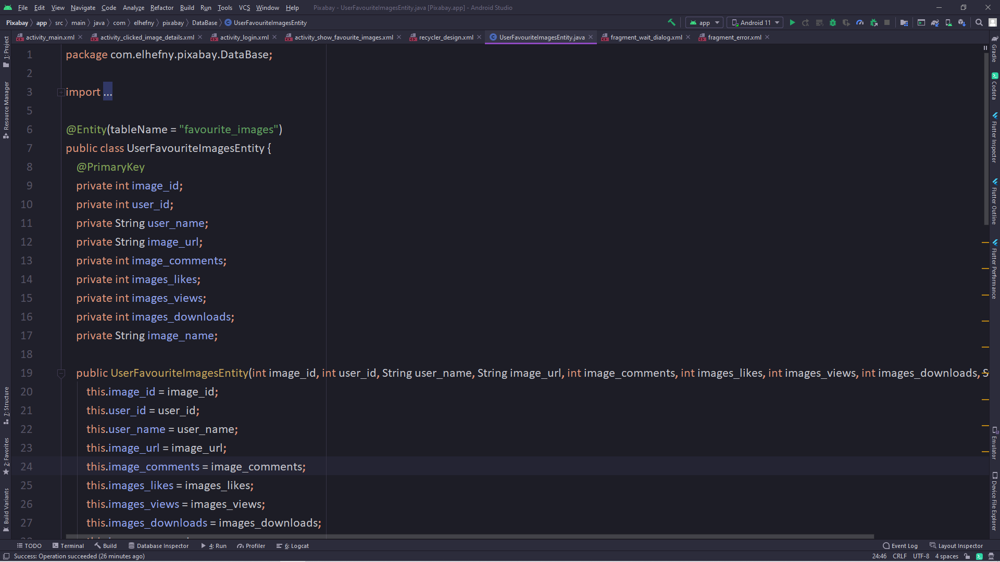 File Edit View Navigate Code Analyze Refactor Build Run Tools VCS Window Help Pixabay - UserFavouriteImagesEntity.java [Pixabay.app] - Android Studio
Pixabay app src main java com elhefny pixabay DataBase UserFavouriteImagesEntity app Android 11
activity_main.xml activity_clicked_image_details.xml activity_login.xml activity_show_favourite_images.xml recycler_design.xml UserFavouriteImagesEntity.java fragment_wait_dialog.xml fragment_error.xml
1: Project
Resource Manager
7: Structure
2: Favorites
Build Variants
1 package com.elhefny.pixabay.DataBase;
2
3 import ...
5
6 @Entity(tableName = "favourite_images")
7 public class UserFavouriteImagesEntity {
8 @PrimaryKey
9 private int image_id;
10 private int user_id;
11 private String user_name;
12 private String image_url;
13 private int image_comments;
14 private int images_likes;
15 private int images_views;
16 private int images_downloads;
17 private String image_name;
18
19 public UserFavouriteImagesEntity(int image_id, int user_id, String user_name, String image_url, int image_comments, int images_likes, int images_views, int images_downloads, S
20 this.image_id = image_id;
21 this.user_id = user_id;
22 this.user_name = user_name;
23 this.image_url = image_url;
24 this.image_comments = image_comments;
25 this.images_likes = images_likes;
26 this.images_views = images_views;
27 this.images_downloads = images_downloads;
Gradle
Codota
Flutter Inspector
Flutter Outline
Flutter Performance
Emulator
Device File Explorer
TODO Terminal Build Database Inspector 4: Run Profiler 6: Logcat Event Log Layout Inspector
Success: Operation succeeded (26 minutes ago) 24:46 CRLF UTF-8 4 spaces